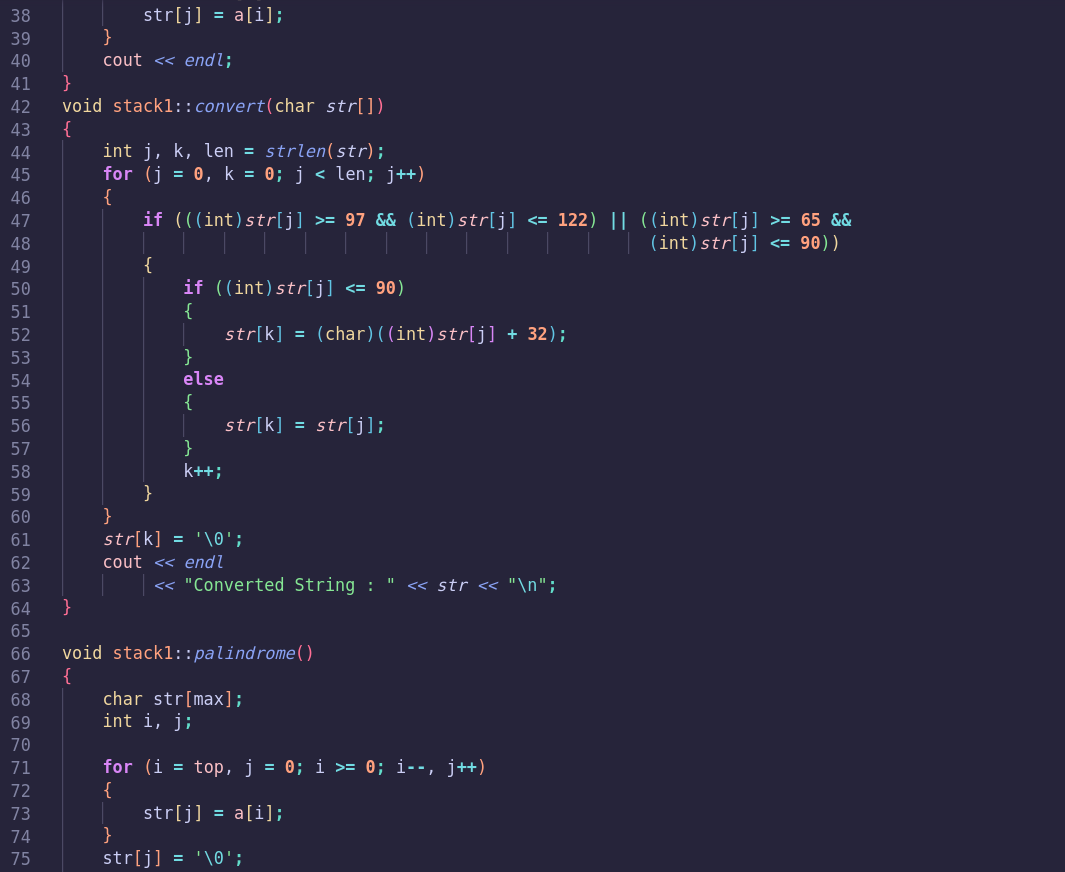 38 str[j] = a[i];
39 }
40 cout << endl;
41 }
42 void stack1::convert(char str[])
43 {
44 int j, k, len = strlen(str);
45 for (j = 0, k = 0; j < len; j++)
46 {
47 if (((int)str[j] >= 97 && (int)str[j] <= 122) || ((int)str[j] >= 65 &&
48 (int)str[j] <= 90))
49 {
50 if ((int)str[j] <= 90)
51 {
52 str[k] = (char)((int)str[j] + 32);
53 }
54 else
55 {
56 str[k] = str[j];
57 }
58 k++;
59 }
60 }
61 str[k] = '\0';
62 cout << endl
63 << "Converted String : " << str << "\n";
64 }
65
66 void stack1::palindrome()
67 {
68 char str[max];
69 int i, j;
70
71 for (i = top, j = 0; i >= 0; i--, j++)
72 {
73 str[j] = a[i];
74 }
75 str[j] = '\0';